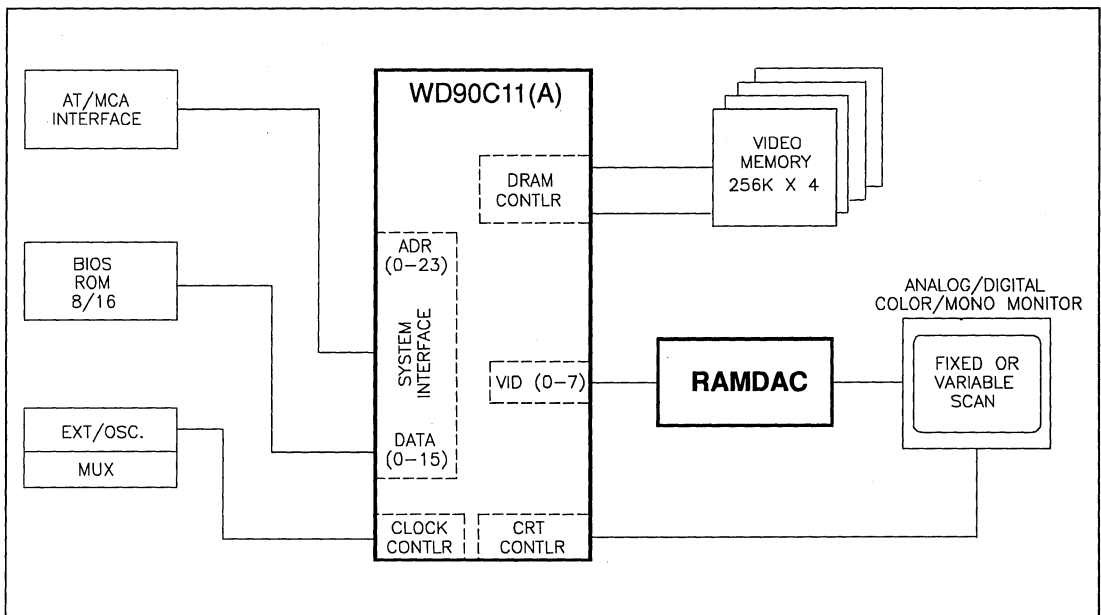 AT/MCA
INTERFACE
BIOS
ROM
8/16
EXT/OSC.
MUX
WD90C11(A)
DRAM
CONTLR
ADR
(0-23)
SYSTEM
INTERFACE
VID (0-7)
DATA
(0-15)
CLOCK
CONTLR
CRT
CONTLR
VIDEO
MEMORY
256K X 4
RAMDAC
ANALOG/DIGITAL
COLOR/MONO MONITOR
FIXED OR
VARIABLE
SCAN